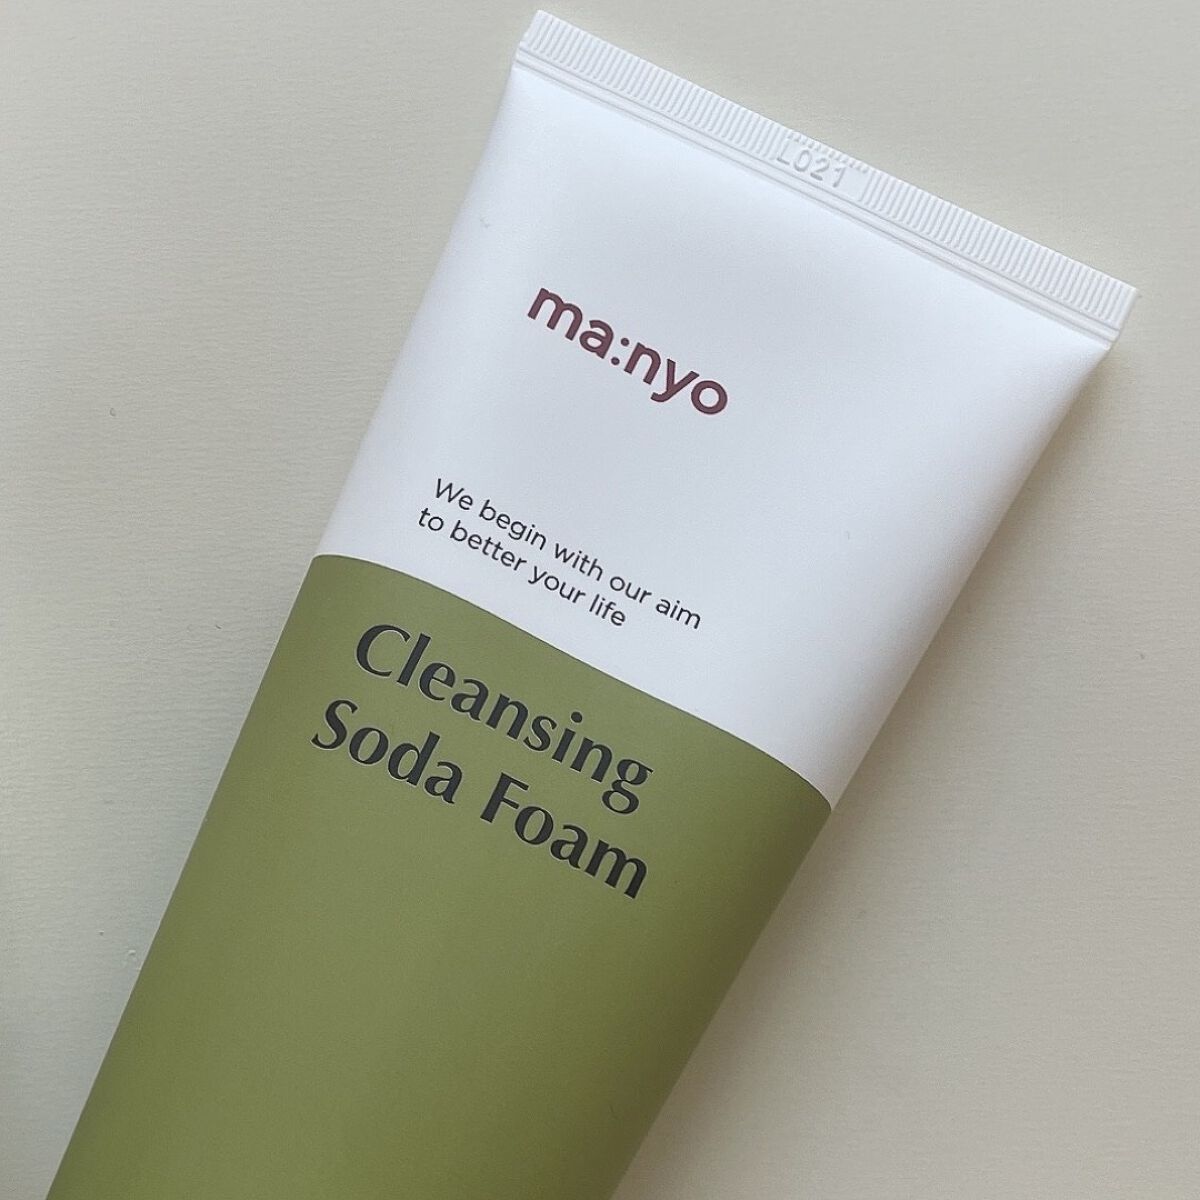 L021
ma:nyo
We begin with our aim
to better your life
Cleansing
Soda Foam